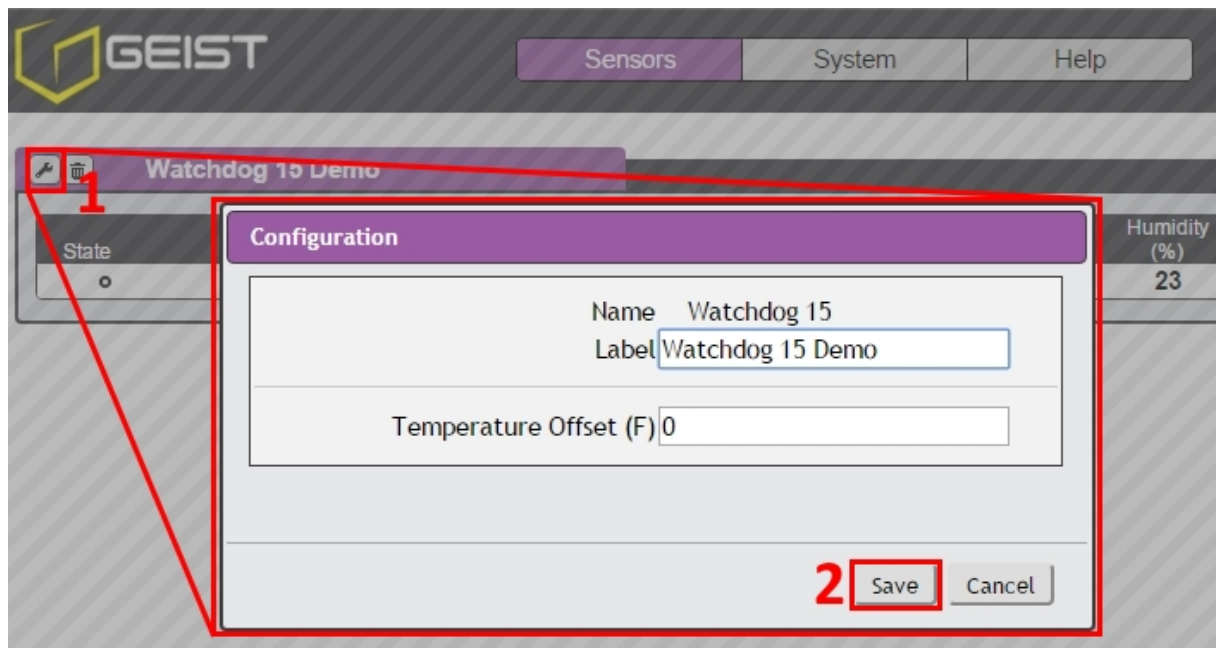 GEIST
Sensors System Help
Watchdog 15 Demo
1
State
Humidity
(%)
23
Configuration
Name Watchdog 15
Label Watchdog 15 Demo
Temperature Offset (F) 0
2 Save Cancel